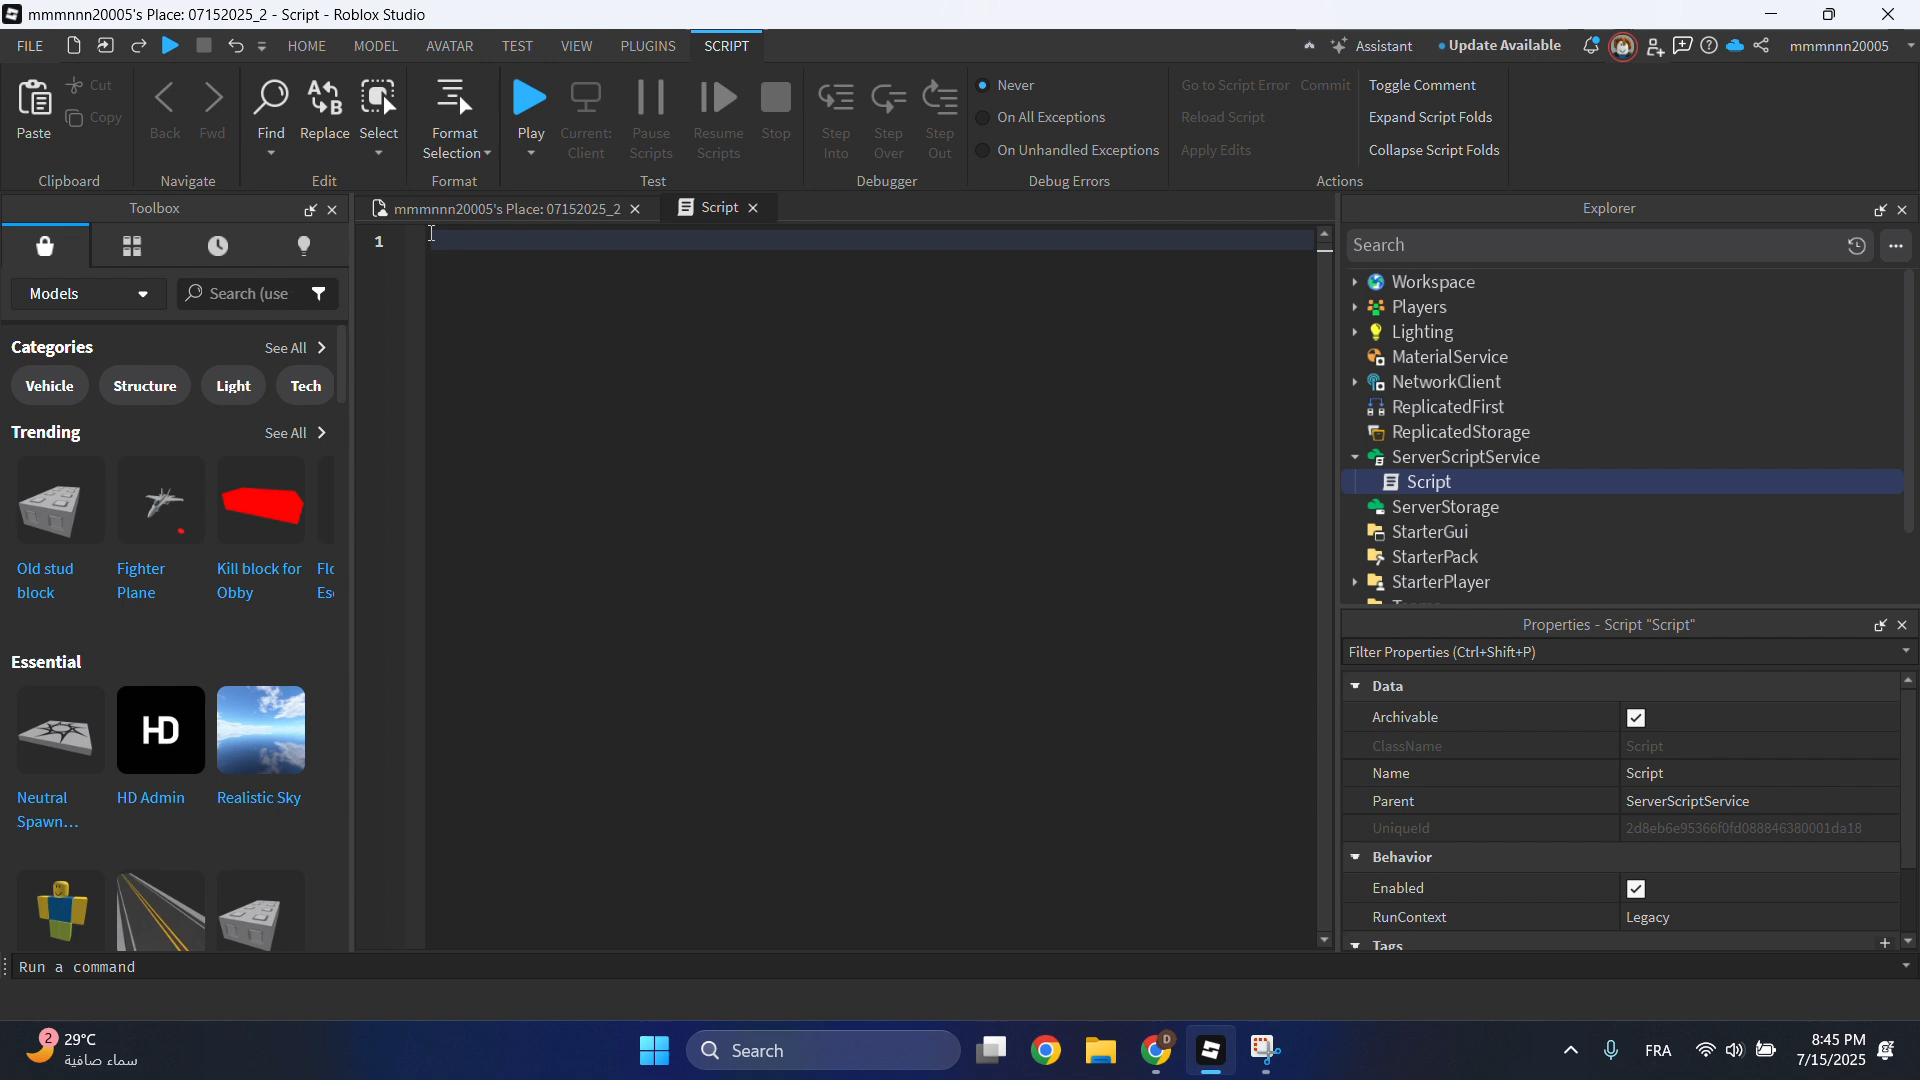 mmmnnn20005's Place: 07152025_2 - Script - Roblox Studio
FILE
HOME
MODEL
AVATAR
TEST
VIEW
PLUGINS
SCRIPT
Assistant
Update Available
mmmnnn20005
Paste
Cut
Copy
Clipboard
Back
Fwd
Navigate
Find
Replace
Select
Edit
Format
Selection
Format
Play
Current:
Client
Pause
Scripts
Resume
Scripts
Stop
Test
Step
Into
Step
Over
Step
Out
Debugger
Never
On All Exceptions
On Unhandled Exceptions
Debug Errors
Go to Script Error
Commit
Reload Script
Apply Edits
Toggle Comment
Expand Script Folds
Collapse Script Folds
Actions
Toolbox
Models
Search (use
Categories
See All
Vehicle
Structure
Light
Tech
Trending
See All
Old stud
block
Fighter
Plane
Kill block for
Obby
Flo
Es
Essential
HD
Neutral
Spawn...
HD Admin
Realistic Sky
mmmnnn20005's Place: 07152025_2
Script
1
Explorer
Search
Workspace
Players
Lighting
MaterialService
NetworkClient
ReplicatedFirst
ReplicatedStorage
ServerScriptService
Script
ServerStorage
StarterGui
StarterPack
StarterPlayer
Properties - Script "Script"
Filter Properties (Ctrl+Shift+P)
Data
Archivable
ClassName Script
Name Script
Parent ServerScriptService
UniqueId 2d8eb6e95366f0fd088846380001da18
Behavior
Enabled
RunContext Legacy
Tags
Run a command
2
29°C
سماء صافية
Search
D
FRA
8:45 PM
7/15/2025